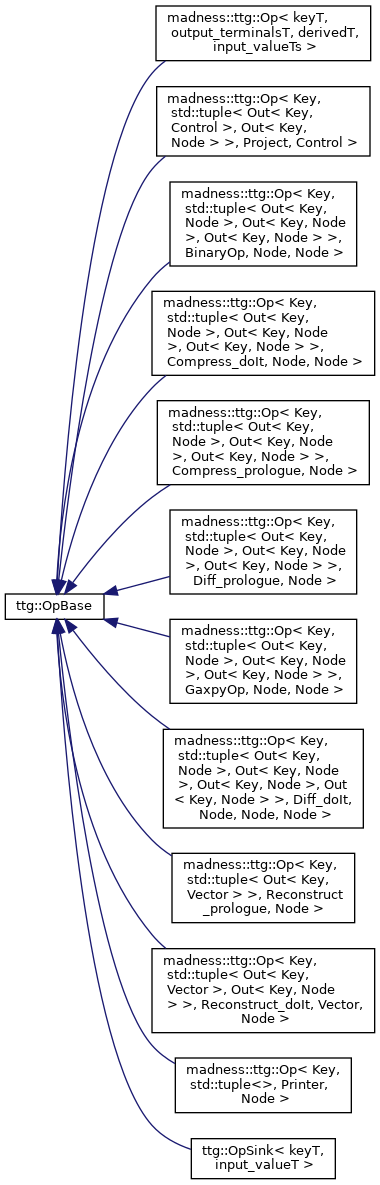 madness::ttg::Op< keyT,
output_terminalsT, derivedT,
input_valueTs >
madness::ttg::Op< Key,
std::tuple< Out< Key,
Control >, Out< Key,
Node > >, Project, Control >
madness::ttg::Op< Key,
std::tuple< Out< Key,
Node >, Out< Key, Node
>, Out< Key, Node > >,
BinaryOp, Node, Node >
madness::ttg::Op< Key,
std::tuple< Out< Key,
Node >, Out< Key, Node
>, Out< Key, Node > >,
Compress_doIt, Node, Node >
madness::ttg::Op< Key,
std::tuple< Out< Key,
Node >, Out< Key, Node
>, Out< Key, Node > >,
Compress_prologue, Node >
madness::ttg::Op< Key,
std::tuple< Out< Key,
Node >, Out< Key, Node
>, Out< Key, Node > >,
Diff_prologue, Node >
ttg::OpBase
madness::ttg::Op< Key,
std::tuple< Out< Key,
Node >, Out< Key, Node
>, Out< Key, Node > >,
GaxpyOp, Node, Node >
madness::ttg::Op< Key,
std::tuple< Out< Key,
Node >, Out< Key, Node
>, Out< Key, Node >, Out
< Key, Node > >, Diff_doIt,
Node, Node, Node >
madness::ttg::Op< Key,
std::tuple< Out< Key,
Vector > >, Reconstruct
_prologue, Node >
madness::ttg::Op< Key,
std::tuple< Out< Key,
Vector >, Out< Key, Node
> >, Reconstruct_doIt, Vector,
Node >
madness::ttg::Op< Key,
std::tuple<>, Printer,
Node >
ttg::OpSink< keyT,
input_valueT >